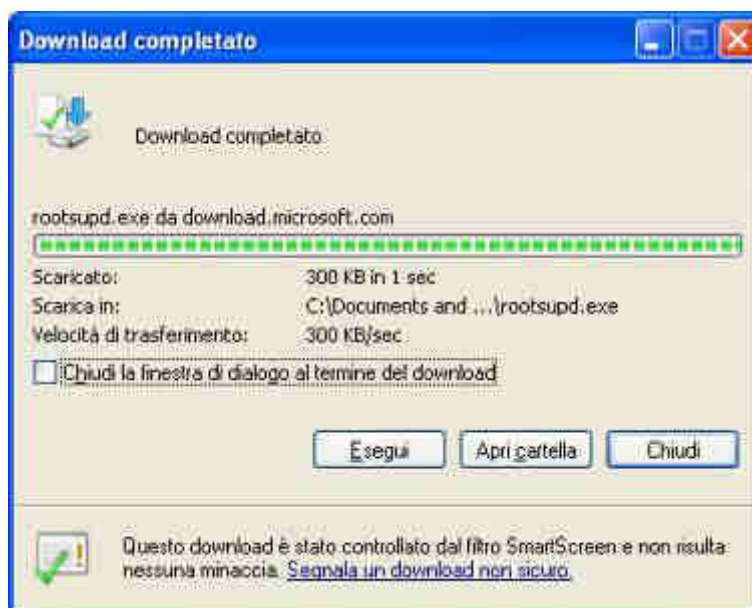 Download completato
Download completato
rootsupd.exe da download.microsoft.com
Scaricato: 300 KB in 1 sec
Scarica in: C:\Documents and ...\rootsupd.exe
Velocità di trasferimento: 300 KB/sec
Chiudi la finestra di dialogo al termine del download
Esegui Apri cartella Chiudi
Questo download è stato controllato dal filtro SmartScreen e non risulta
nessuna minaccia. Segnala un download non sicuro.